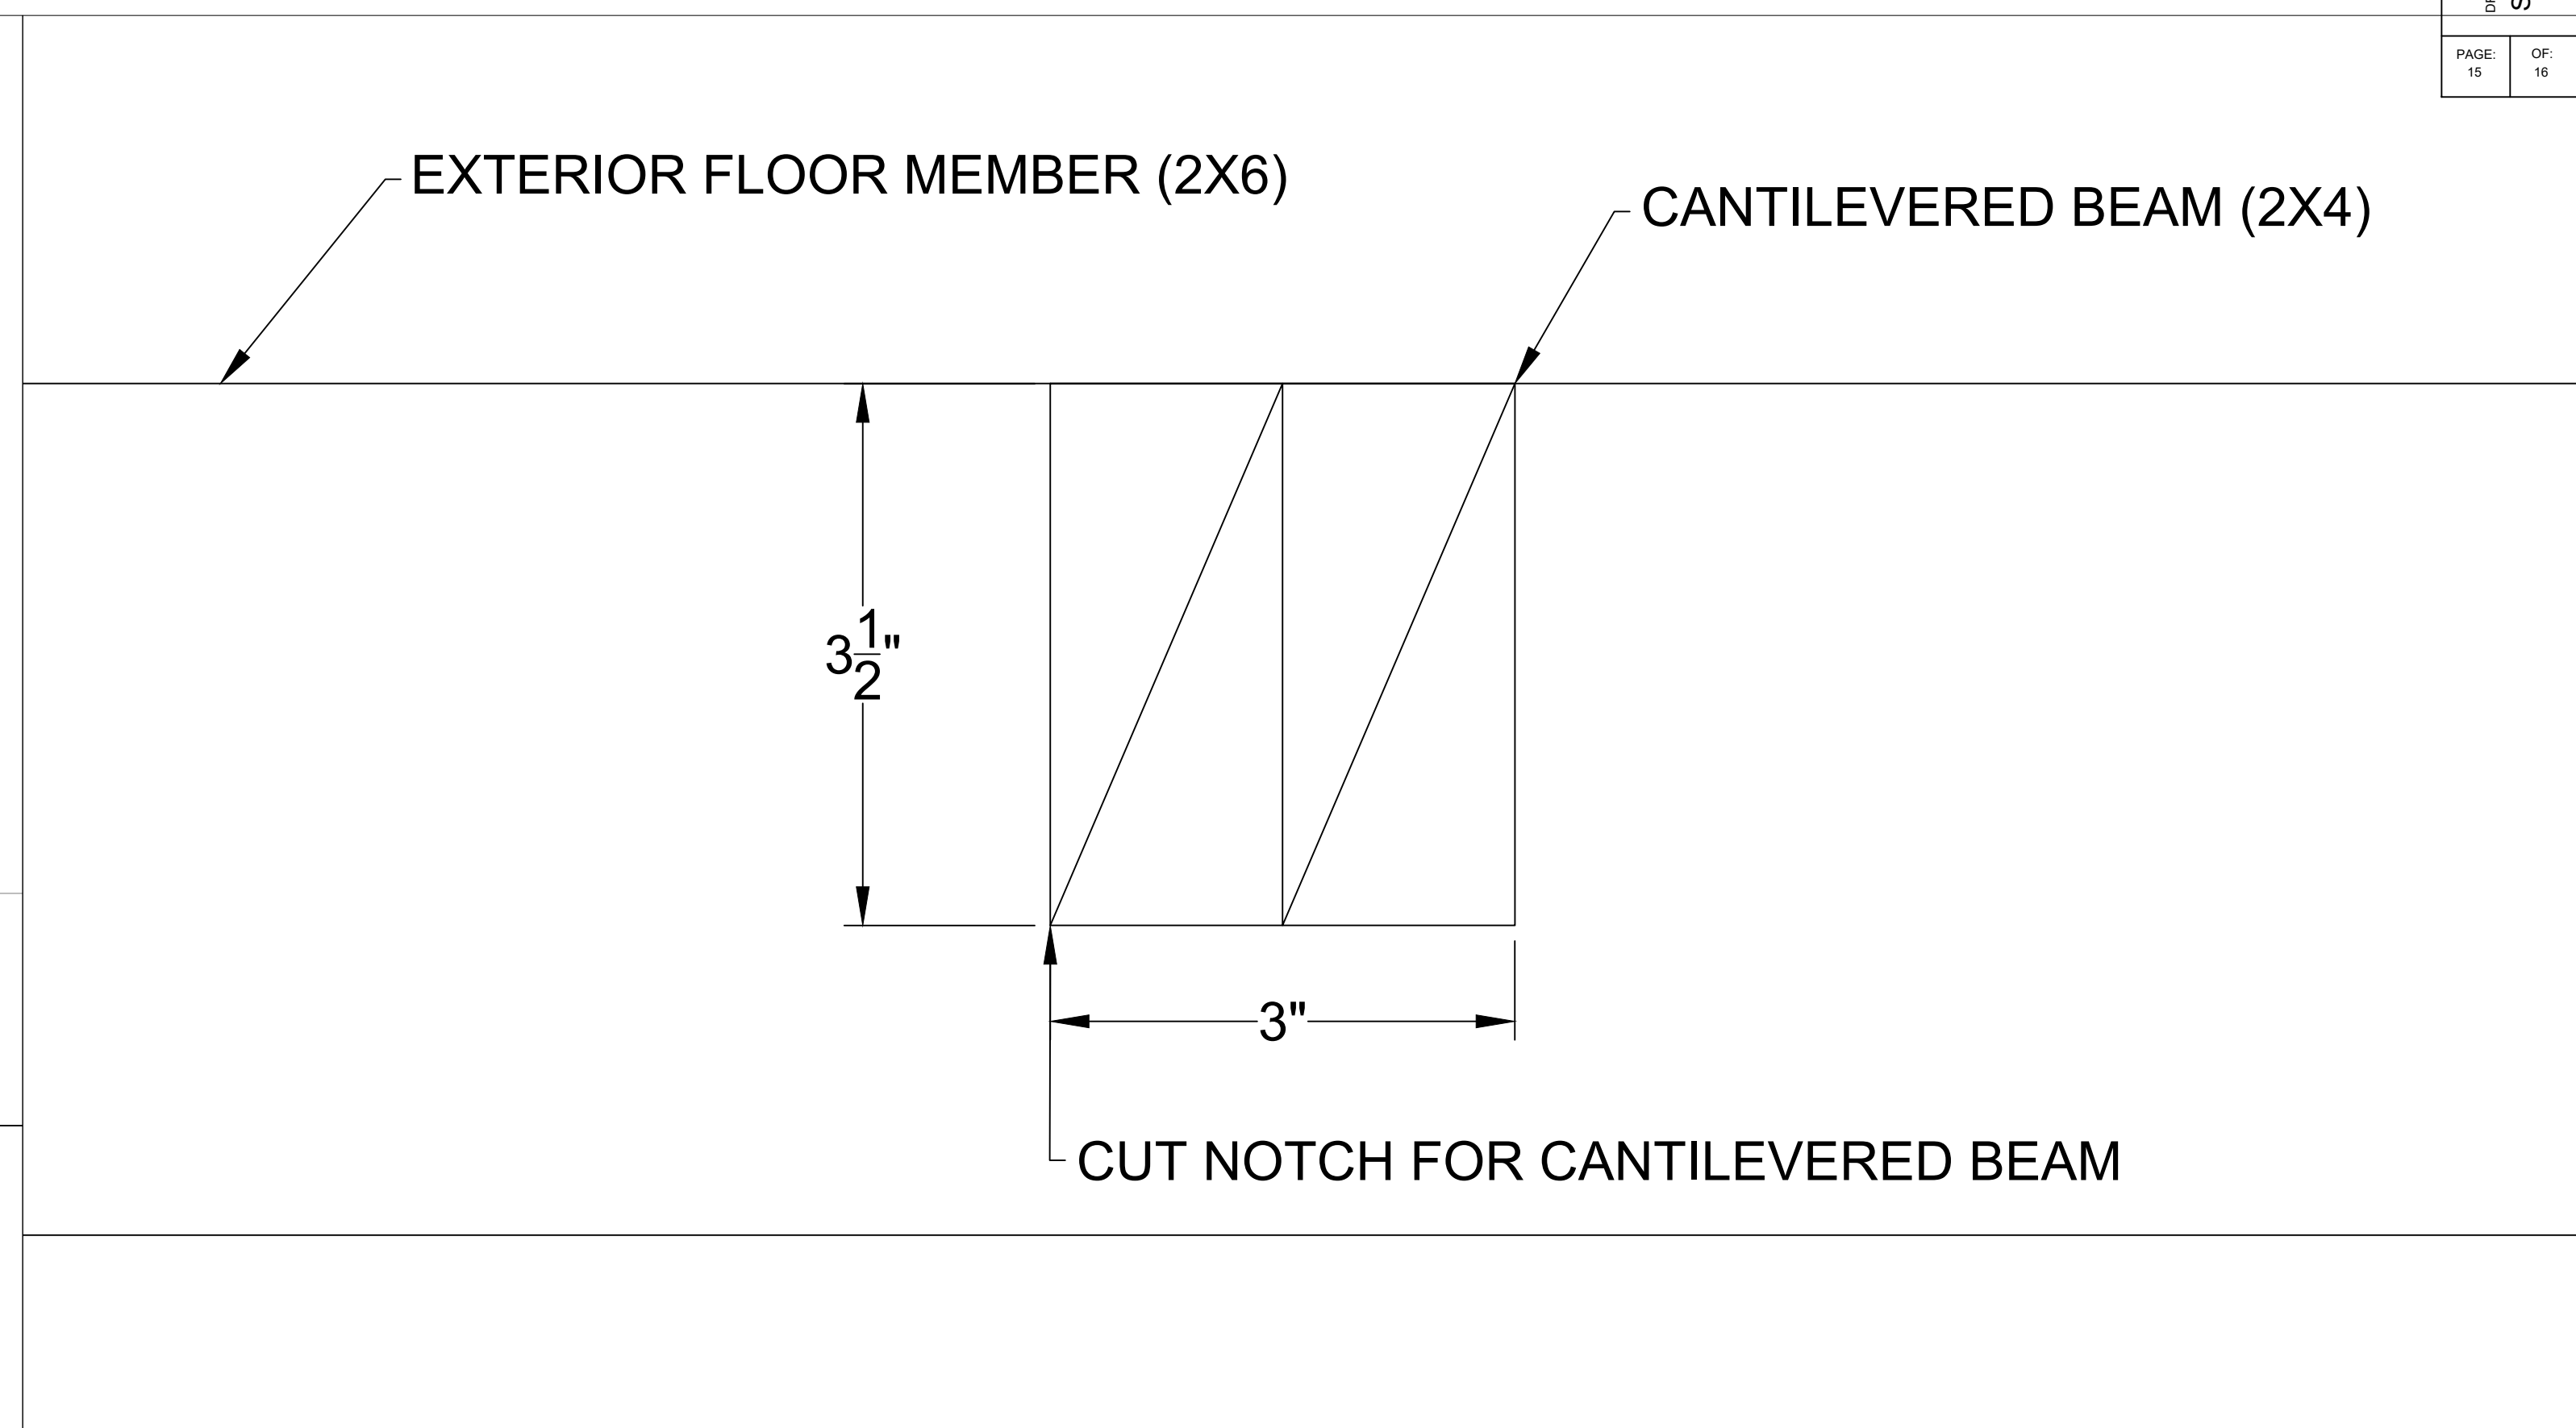 PAGE: OF:
15 16
EXTERIOR FLOOR MEMBER (2X6)
CANTILEVERED BEAM (2X4)
3 1/2"
3"
CUT NOTCH FOR CANTILEVERED BEAM